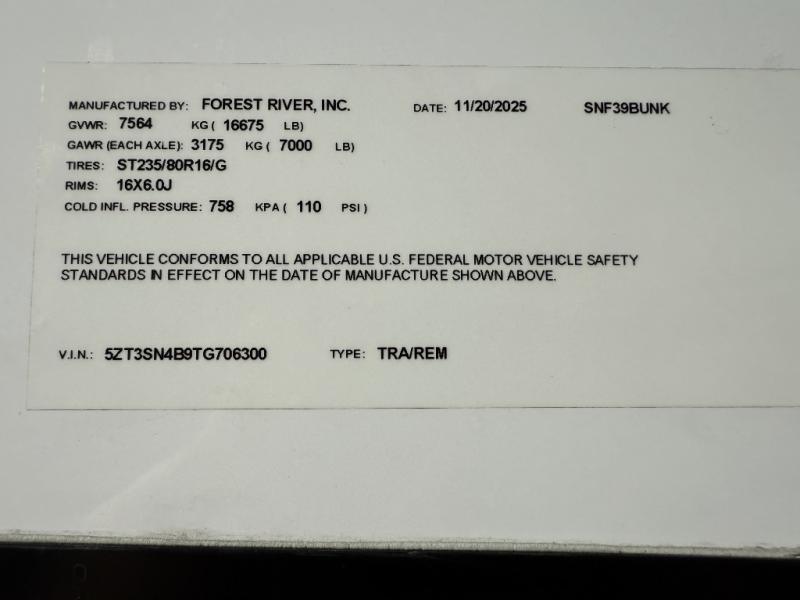 MANUFACTURED BY: FOREST RIVER, INC. DATE: 11/20/2025 SNF39BUNK
GVWR: 7564 KG ( 16675 LB)
GAWR (EACH AXLE): 3175 KG ( 7000 LB)
TIRES: ST235/80R16/G
RIMS: 16X6.0J
COLD INFL. PRESSURE: 758 KPA ( 110 PSI )
THIS VEHICLE CONFORMS TO ALL APPLICABLE U.S. FEDERAL MOTOR VEHICLE SAFETY
STANDARDS IN EFFECT ON THE DATE OF MANUFACTURE SHOWN ABOVE.
V.I.N.: 5ZT3SN4B9TG706300 TYPE: TRA/REM